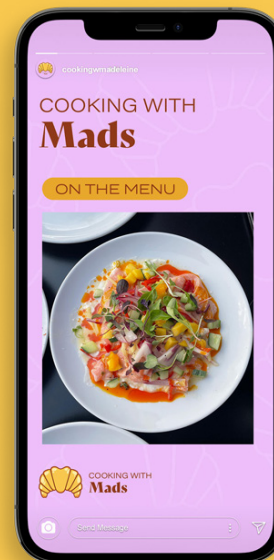 cookingwmadeleine
COOKING WITH
Mads
ON THE MENU
COOKING WITH
Mads
Send Message